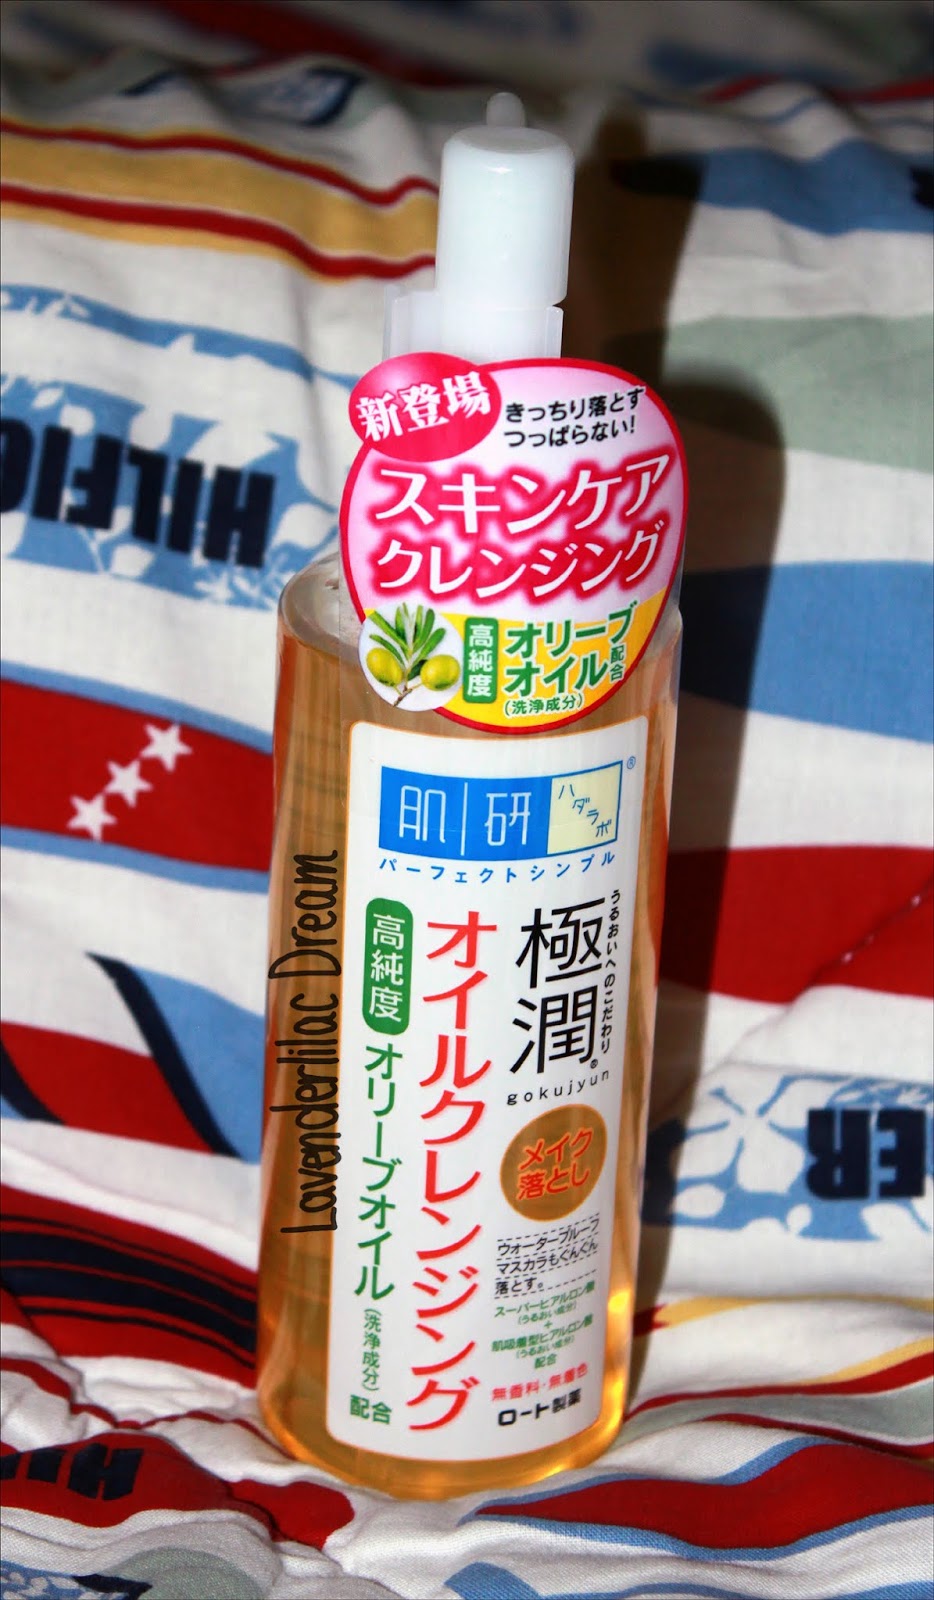 新登場
きっちり落とす
つっぱらない!
スキンケア
クレンジング
高純度
オリーブ
オイル配合
(洗浄成分)
肌研
ハダラボ
®
パーフェクトシンプル
うるおいへのこだわり
極潤®
gokujyun
オイルクレンジング
高純度
オリーブオイル(洗浄成分)配合
メイク
落とし
ウォータープルーフ
マスカラもぐんぐん
落とす。
スーパーヒアルロン酸
(うるおい成分)
+
肌吸着型ヒアルロン酸
(うるおい成分)
配合
無香料・無着色
ロート製薬
Lavenderlilac Dream
HILFIG
ER
HI